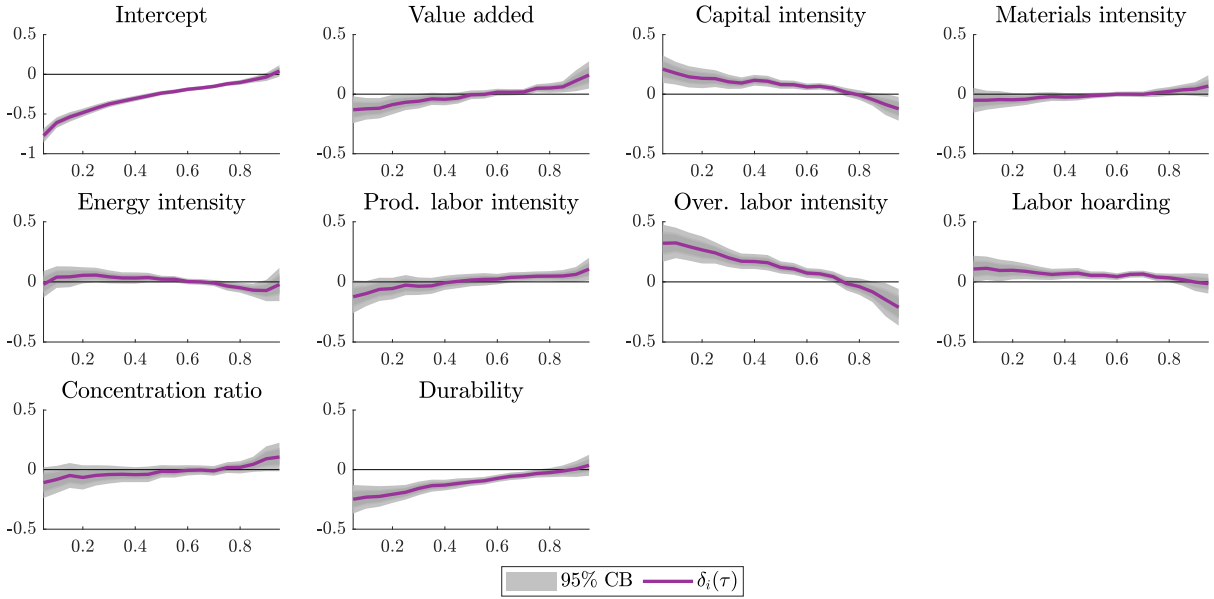 Intercept
0.5
0
-0.5
-1
0.2 0.4 0.6 0.8
Value added
0.5
0
-0.5
0.2 0.4 0.6 0.8
Capital intensity
0.5
0
-0.5
0.2 0.4 0.6 0.8
Materials intensity
0.5
0
-0.5
0.2 0.4 0.6 0.8
Energy intensity
0.5
0
-0.5
0.2 0.4 0.6 0.8
Prod. labor intensity
0.5
0
-0.5
0.2 0.4 0.6 0.8
Over. labor intensity
0.5
0
-0.5
0.2 0.4 0.6 0.8
Labor hoarding
0.5
0
-0.5
0.2 0.4 0.6 0.8
Concentration ratio
0.5
0
-0.5
0.2 0.4 0.6 0.8
Durability
0.5
0
-0.5
0.2 0.4 0.6 0.8
95% CB δᵢ(τ)